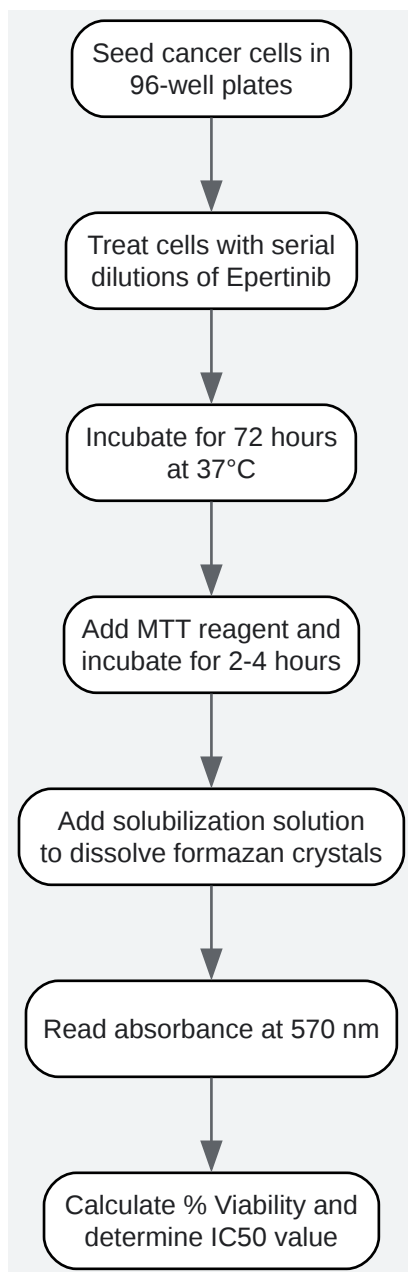 Seed cancer cells in
96-well plates
Treat cells with serial
dilutions of Epertinib
Incubate for 72 hours
at 37°C
Add MTT reagent and
incubate for 2-4 hours
Add solubilization solution
to dissolve formazan crystals
Read absorbance at 570 nm
Calculate % Viability and
determine IC50 value